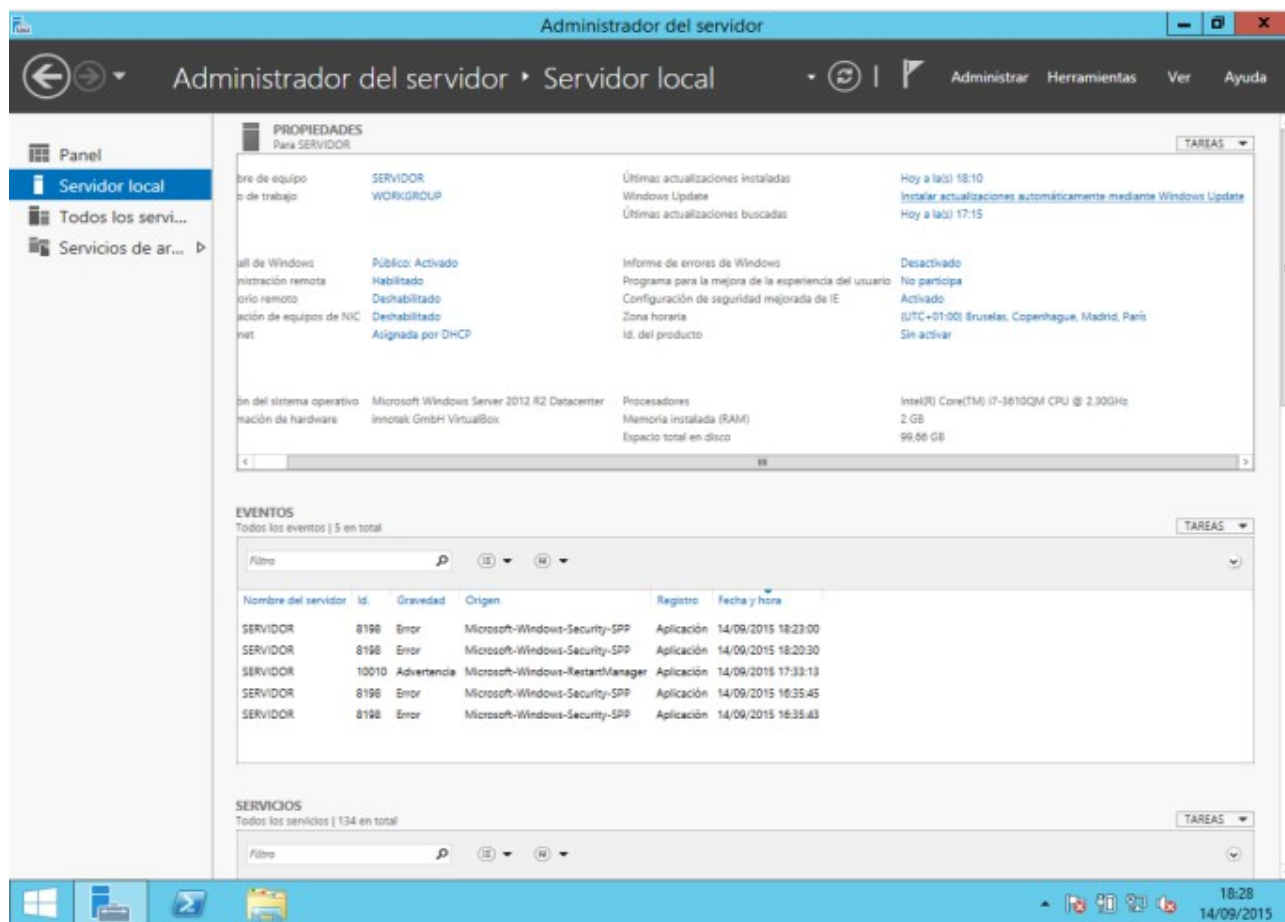 Administrador del servidor
Administrador del servidor ‣ Servidor local
Administrar Herramientas Ver Ayuda
Panel
Servidor local
Todos los servi...
Servicios de ar...
PROPIEDADES
Para SERVIDOR
TAREAS
bre de equipo SERVIDOR Últimas actualizaciones instaladas Hoy a la(s) 18:10
o de trabajo WORKGROUP Windows Update Instalar actualizaciones automáticamente mediante Windows Update
Últimas actualizaciones buscadas Hoy a la(s) 17:15
all de Windows Público: Activado Informe de errores de Windows Desactivado
nistración remota Habilitado Programa para la mejora de la experiencia del usuario No participa
orio remoto Deshabilitado Configuración de seguridad mejorada de IE Activado
ación de equipos de NIC Deshabilitado Zona horaria (UTC+01:00) Bruselas, Copenhague, Madrid, París
net Asignada por DHCP Id. del producto Sin activar
ón del sistema operativo Microsoft Windows Server 2012 R2 Datacenter Procesadores Intel(R) Core(TM) i7-3610QM CPU @ 2.30GHz
mación de hardware innotek GmbH VirtualBox Memoria instalada (RAM) 2 GB
Espacio total en disco 99,66 GB
EVENTOS
Todos los eventos | 5 en total
TAREAS
Filtro
Nombre del servidor Id. Gravedad Origen Registro Fecha y hora
SERVIDOR 8198 Error Microsoft-Windows-Security-SPP Aplicación 14/09/2015 18:23:00
SERVIDOR 8198 Error Microsoft-Windows-Security-SPP Aplicación 14/09/2015 18:20:30
SERVIDOR 10010 Advertencia Microsoft-Windows-RestartManager Aplicación 14/09/2015 17:33:13
SERVIDOR 8198 Error Microsoft-Windows-Security-SPP Aplicación 14/09/2015 16:35:45
SERVIDOR 8198 Error Microsoft-Windows-Security-SPP Aplicación 14/09/2015 16:35:43
SERVICIOS
Todos los servicios | 134 en total
TAREAS
Filtro
18:28
14/09/2015